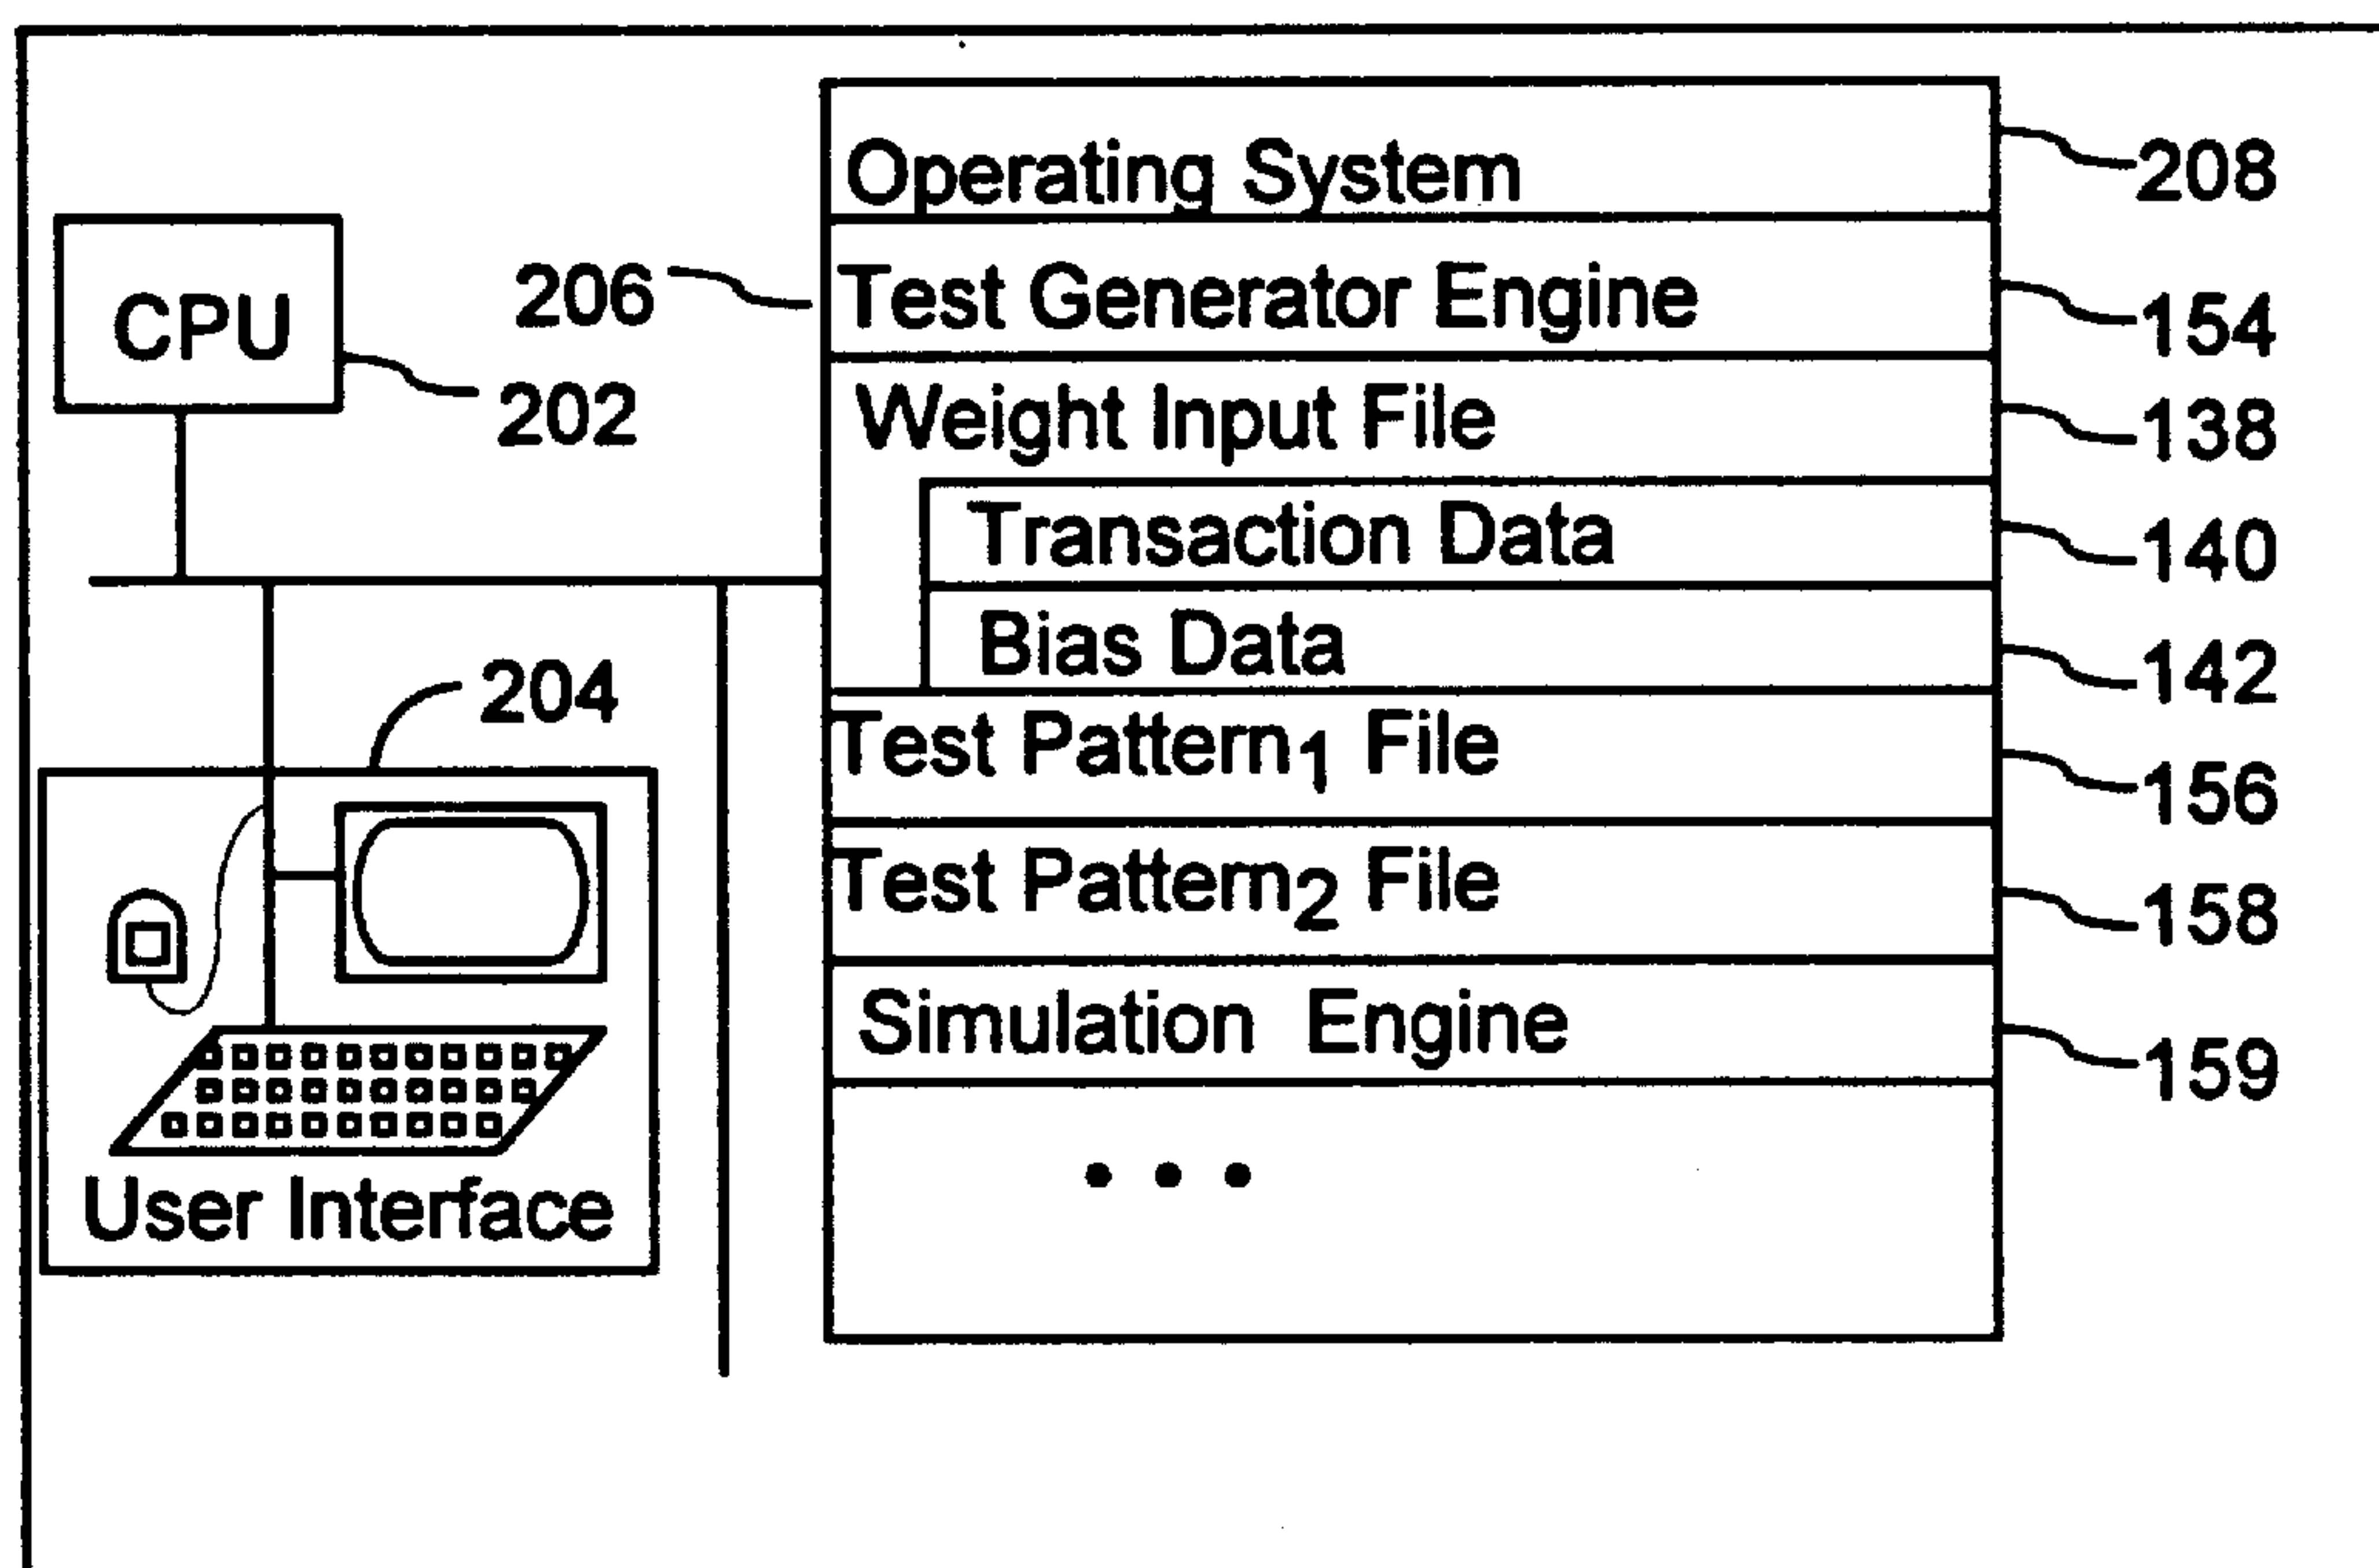 Operating System
208
CPU
202
206
Test Generator Engine
154
Weight Input File
138
Transaction Data
140
Bias Data
142
204
Test Pattern1 File
156
Test Pattern2 File
158
Simulation Engine
159
• • •
User Interface